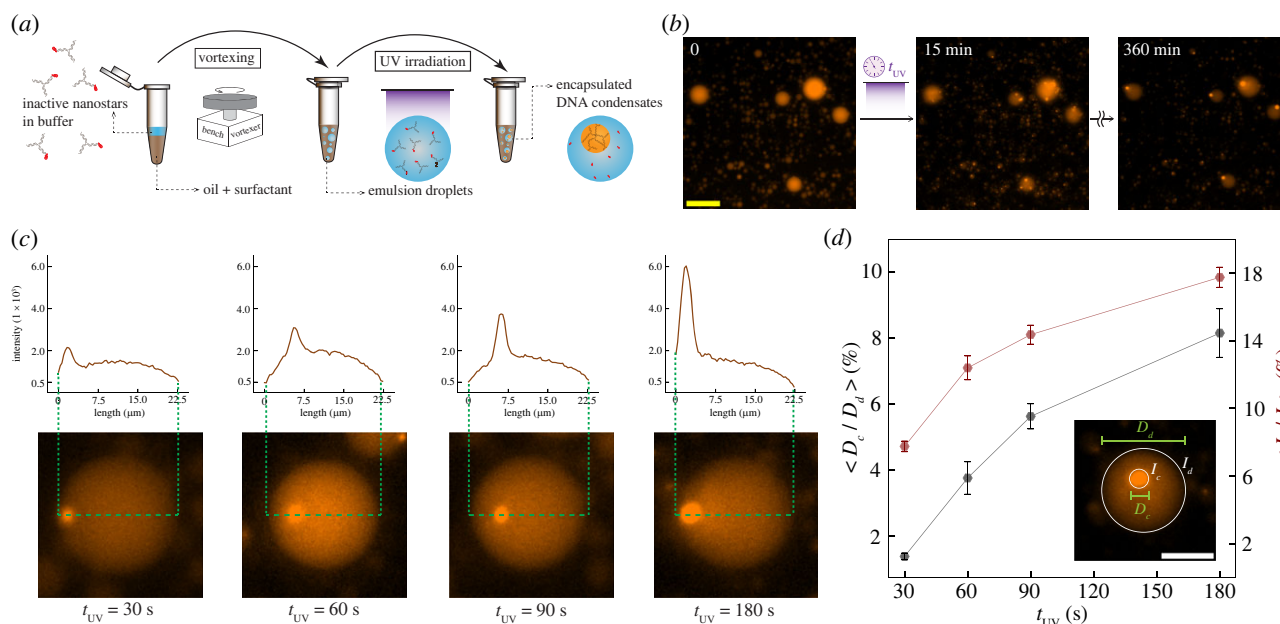 (a)
inactive nanostars
in buffer
vortexing
bench
vortexer
oil + surfactant
UV irradiation
emulsion droplets
encapsulated
DNA condensates
(b)
0
t_UV
15 min
360 min
(c)
intensity (1 × 10³)
6.0
4.0
2.0
0.5
0
7.5
15.0
22.5
length (μm)
6.0
4.0
2.0
0.5
0
7.5
15.0
22.5
length (μm)
6.0
4.0
2.0
0.5
0
7.5
15.0
22.5
length (μm)
6.0
4.0
2.0
0.5
0
7.5
15.0
22.5
length (μm)
t_UV = 30 s
t_UV = 60 s
t_UV = 90 s
t_UV = 180 s
(d)
< D_c / D_d > (%)
10
8
6
4
2
18
14
10
6
2
30
60
90
120
150
180
t_UV (s)
D_d
I_c
I_d
D_c